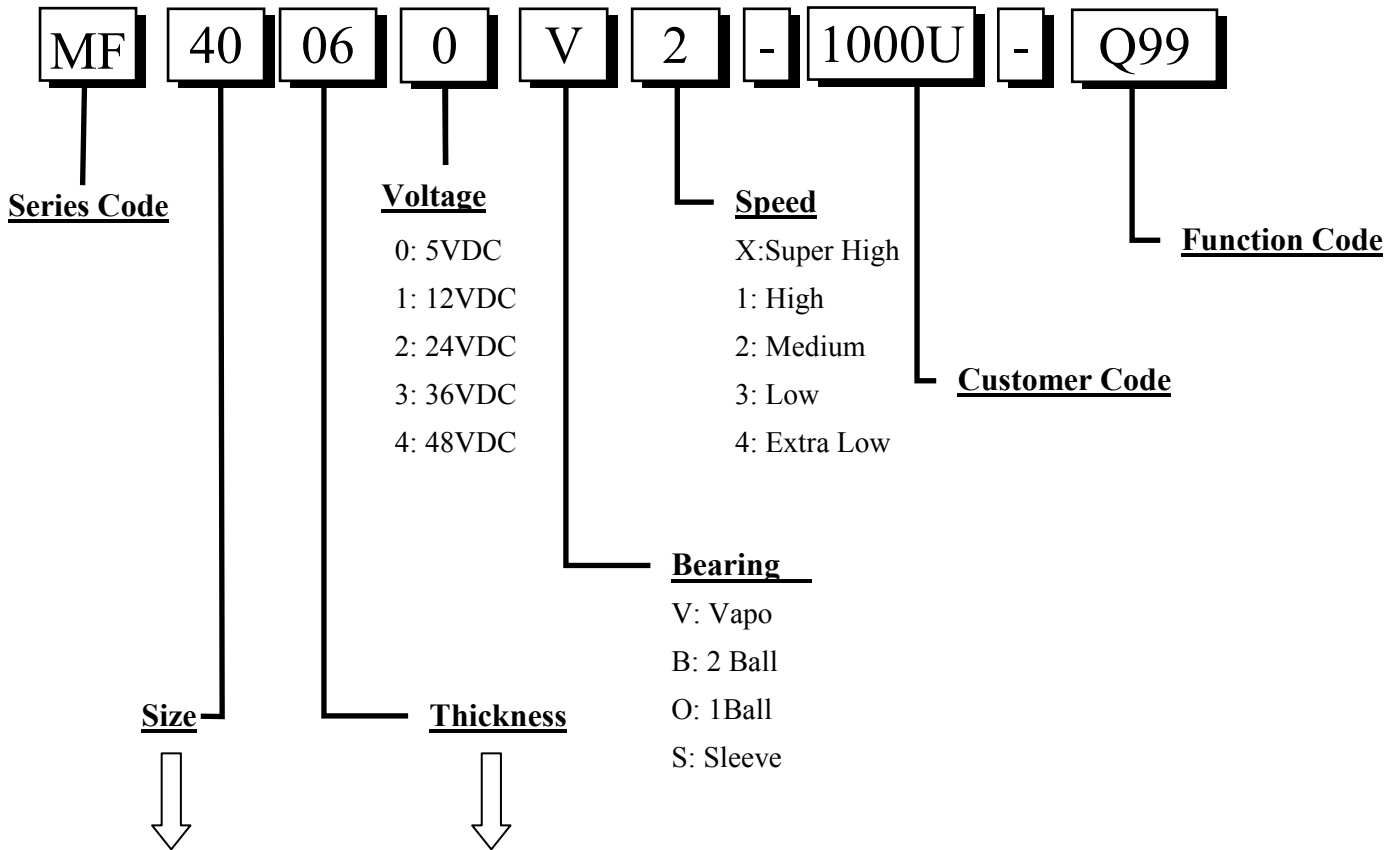 MF 40 06 0 V 2 - 1000U - Q99
Series Code
Voltage
0: 5VDC
1: 12VDC
2: 24VDC
3: 36VDC
4: 48VDC
Speed
X:Super High
1: High
2: Medium
3: Low
4: Extra Low
Function Code
Customer Code
Bearing
V: Vapo
B: 2 Ball
O: 1Ball
S: Sleeve
Size
Thickness